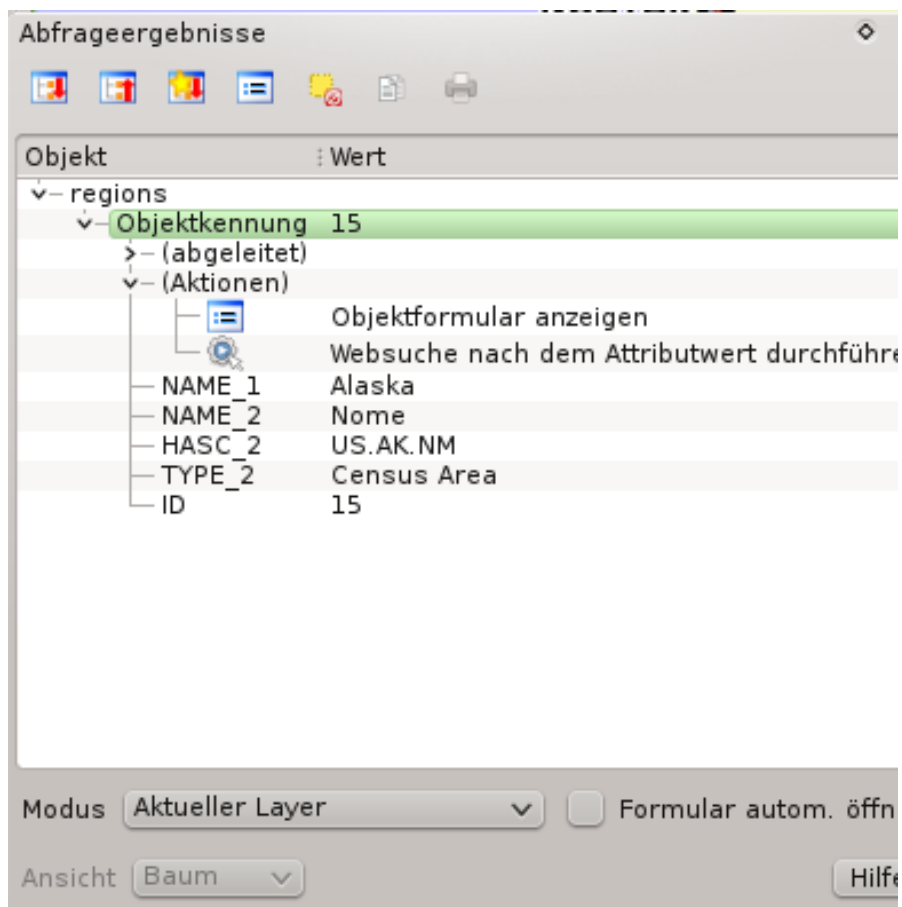 Abfrageergebnisse
Objekt Wert
regions
Objektkennung 15
(abgeleitet)
(Aktionen)
Objektformular anzeigen
Websuche nach dem Attributwert durchführe
NAME_1 Alaska
NAME_2 Nome
HASC_2 US.AK.NM
TYPE_2 Census Area
ID 15
Modus Aktueller Layer Formular autom. öffn
Ansicht Baum Hilfe